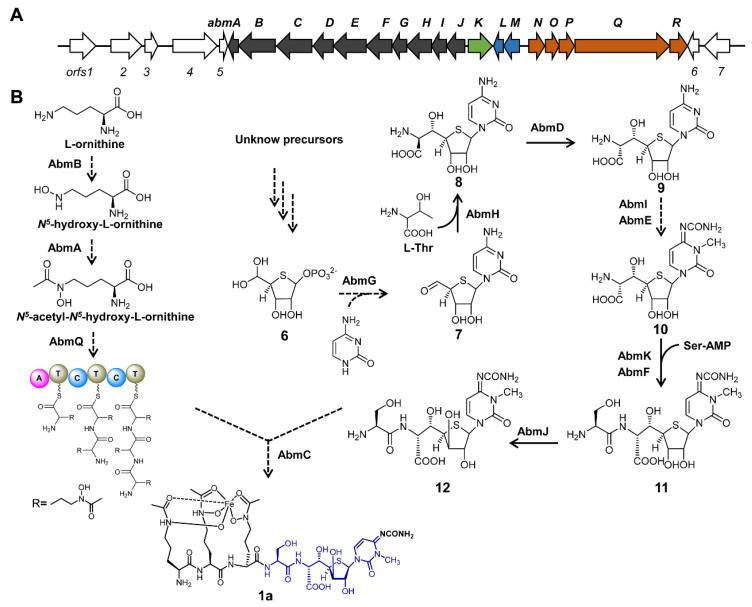 A
abmA B C D E F G H I J K L M N O P Q R
orfs1 2 3 4 5 6 7
B
L-ornithine
AbmB
N5-hydroxy-L-ornithine
AbmA
N5-acetyl-N5-hydroxy-L-ornithine
AbmQ
A T C T C T
R=
Unknow precursors
6
AbmG
7
L-Thr
AbmH
8
AbmD
9
AbmI
AbmE
10
Ser-AMP
AbmK
AbmF
11
AbmJ
12
AbmC
1a